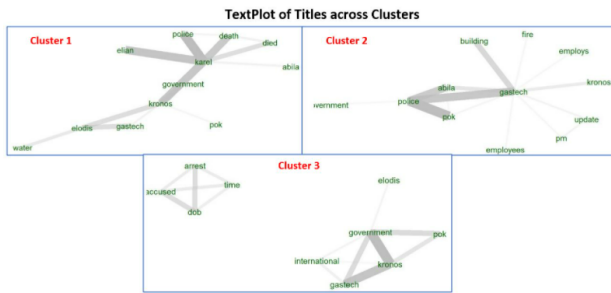 TextPlot of Titles across Clusters
Cluster 1
police
death
elian
died
karel
abila
government
kronos
elodis
gastech
pok
water
Cluster 2
building
fire
employs
kronos
abila
gastech
police
overnment
pok
update
pm
employees
Cluster 3
arrest
accused
time
dob
elodis
government
pok
international
kronos
gastech